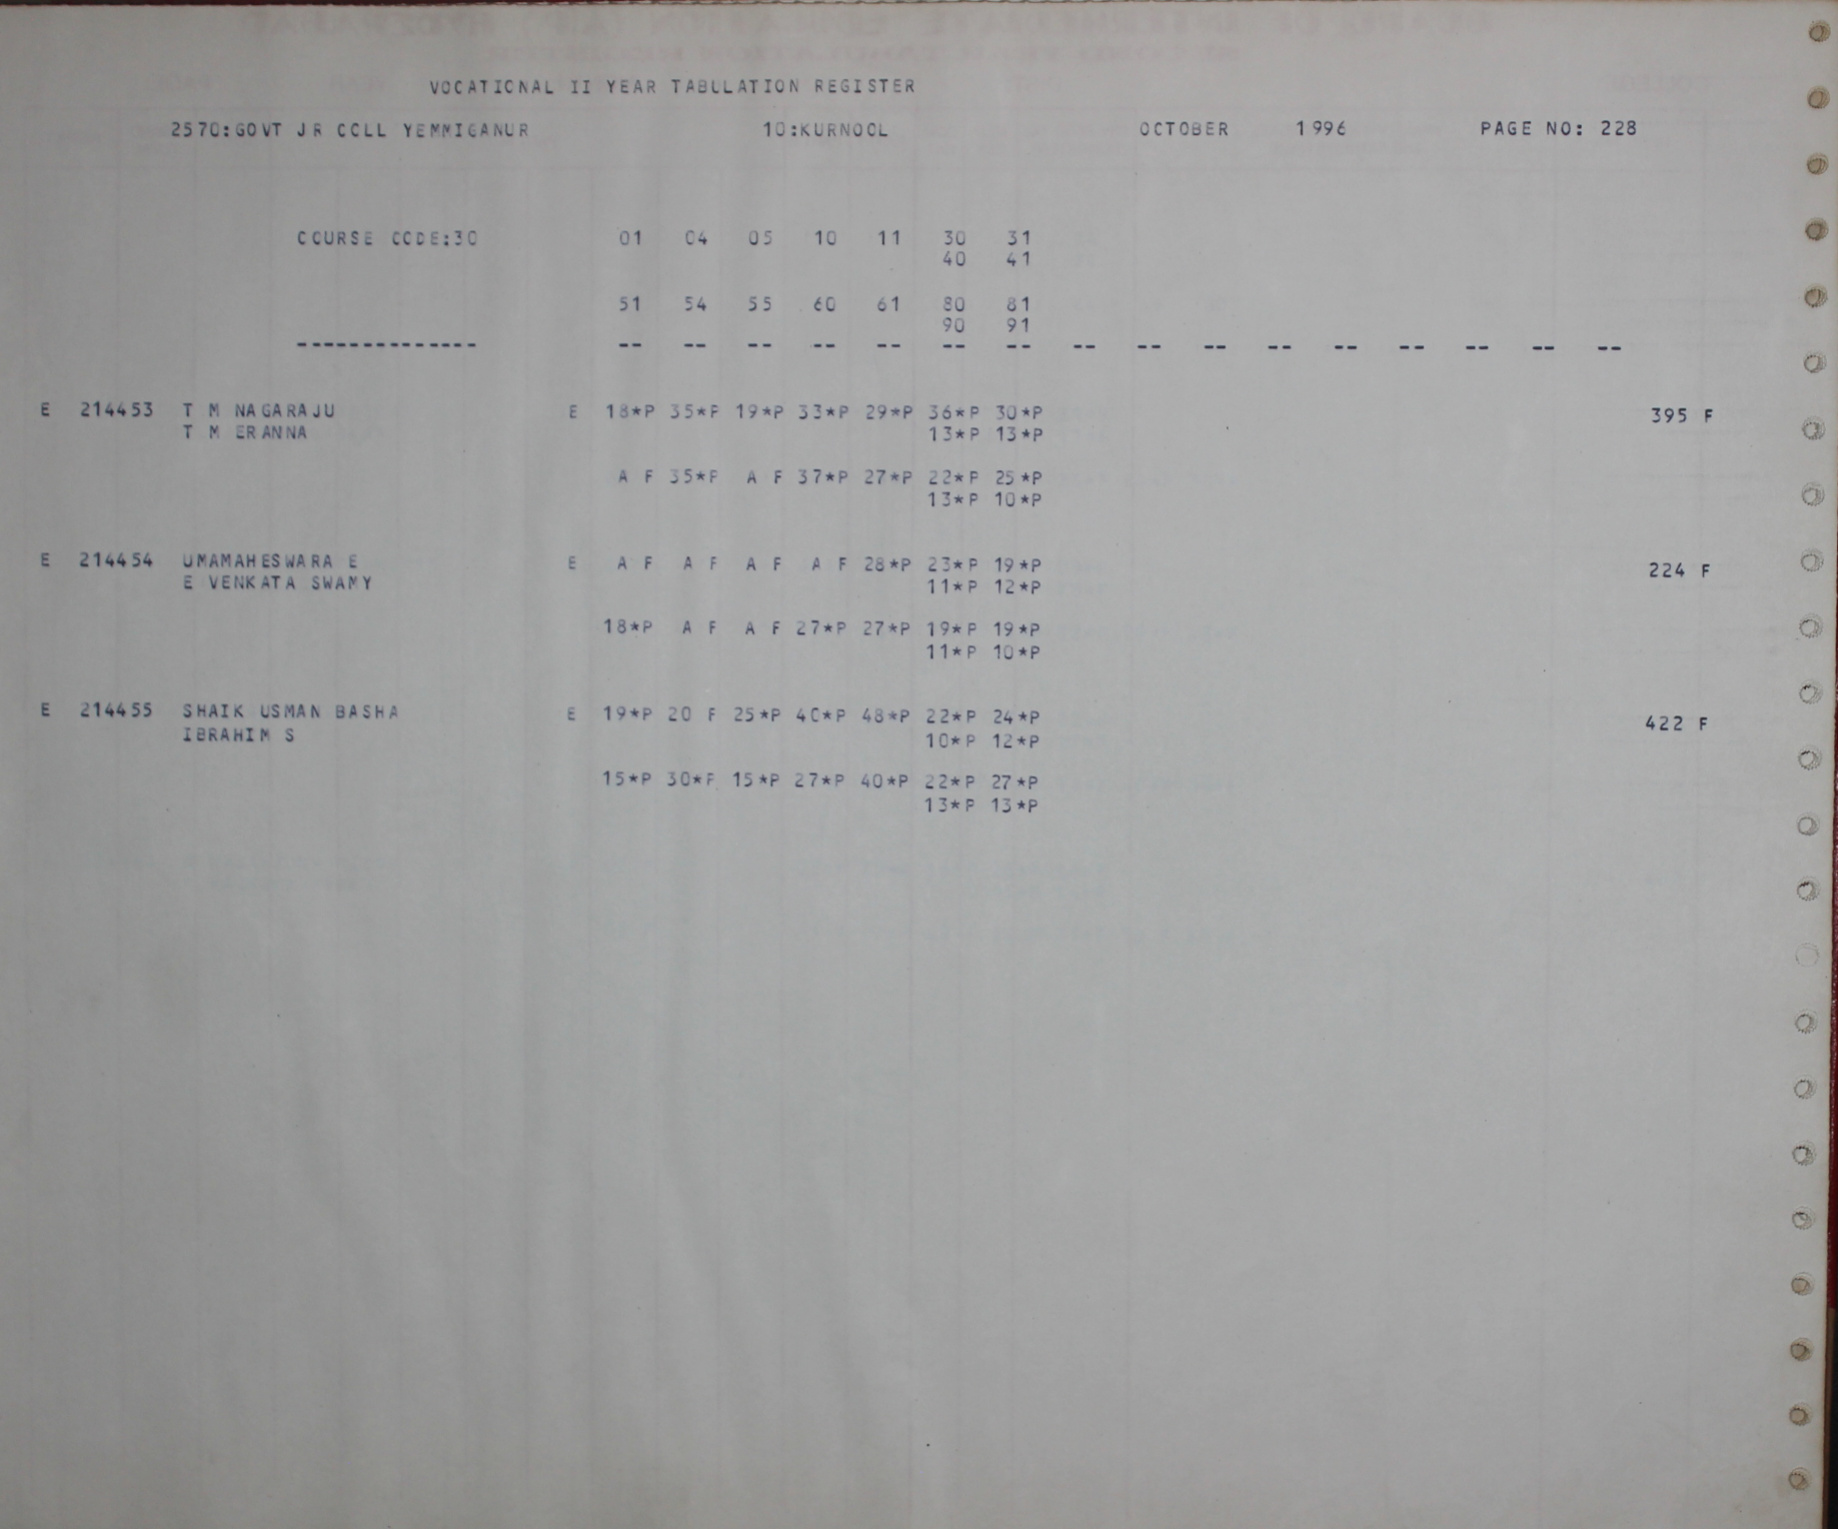 VOCATIONAL II YEAR TABULATION REGISTER
2570:GOVT JR COLL YEMMIGANUR 10:KURNOOL OCTOBER 1996 PAGE NO: 228
COURSE CODE:30 01 04 05 10 11 30 31
40 41
51 54 55 60 61 80 81
90 91
-------------- -- -- -- -- -- -- -- -- -- -- -- -- -- -- -- --
E 214453 T M NAGARAJU E 18*P 35*P 19*P 33*P 29*P 36*P 30*P 395 F
T M ERANNA 13*P 13*P
A F 35*P A F 37*P 27*P 22*P 25*P
13*P 10*P
E 214454 UMAMAHESWARA E E A F A F A F A F 28*P 23*P 19*P 224 F
E VENKATA SWAMY 11*P 12*P
18*P A F A F 27*P 27*P 19*P 19*P
11*P 10*P
E 214455 SHAIK USMAN BASHA E 19*P 20 F 25*P 40*P 48*P 22*P 24*P 422 F
IBRAHIM S 10*P 12*P
15*P 30*P 15*P 27*P 40*P 22*P 27*P
13*P 13*P